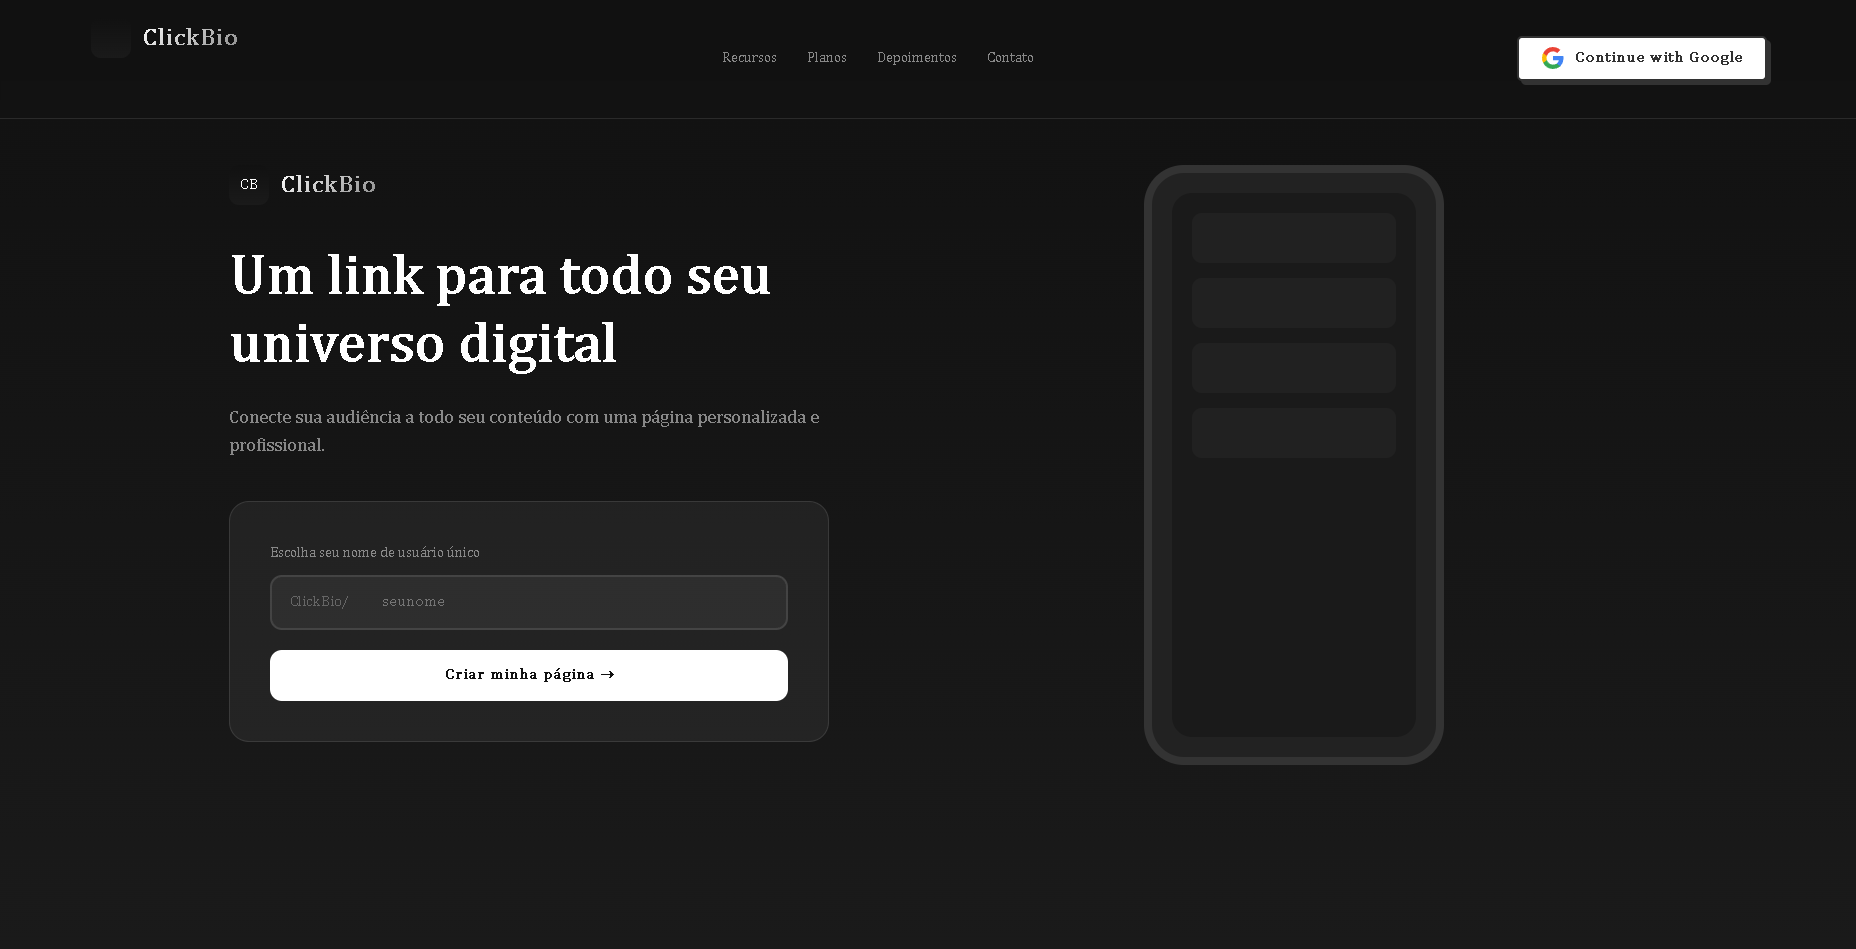 ClickBio
Recursos
Planos
Depoimentos
Contato
Continue with Google
CB
ClickBio
Um link para todo seu
universo digital
Conecte sua audiência a todo seu conteúdo com uma página personalizada e
profissional.
Escolha seu nome de usuário único
ClickBio/ seunome
Criar minha página →